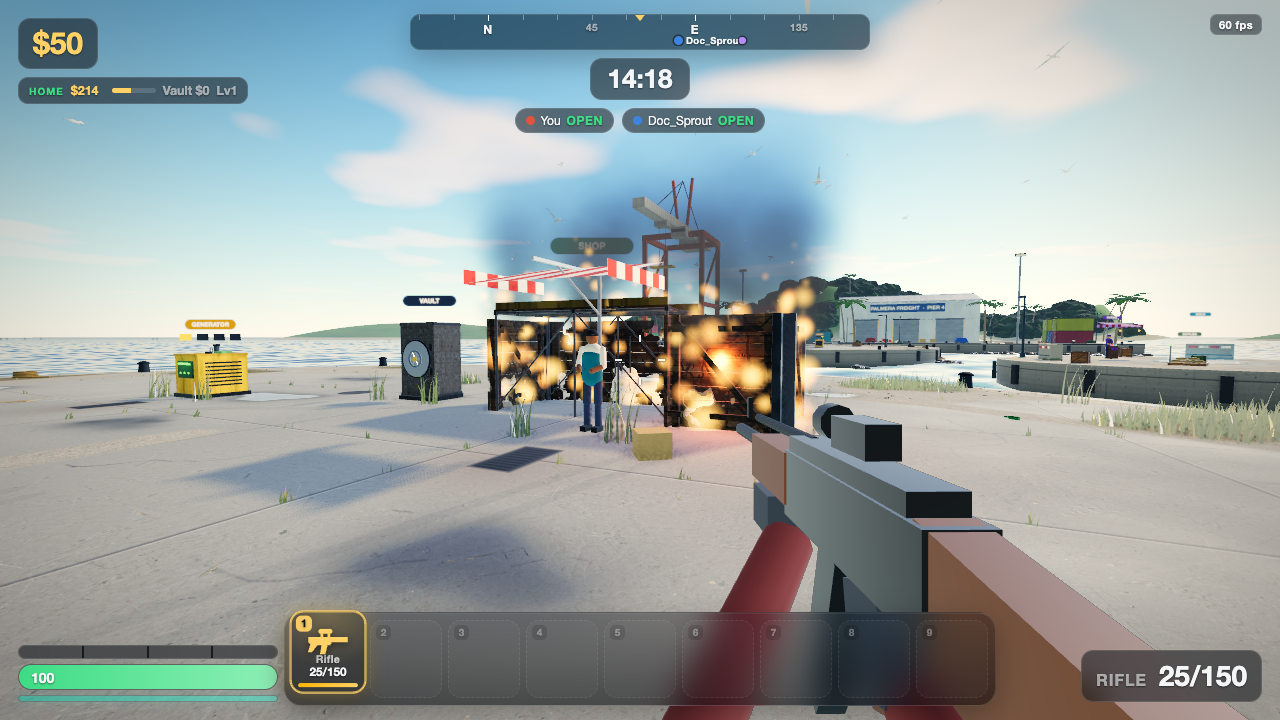 $50
HOME $214 Vault $0 Lv1
N 45 E 135
Doc_Sprou
60 fps
14:18
You OPEN
Doc_Sprout OPEN
SHOP
VAULT
GENERATOR
PALMERA FREIGHT - PIER 4
1 2 3 4 5 6 7 8 9
Rifle
25/150
100
RIFLE 25/150